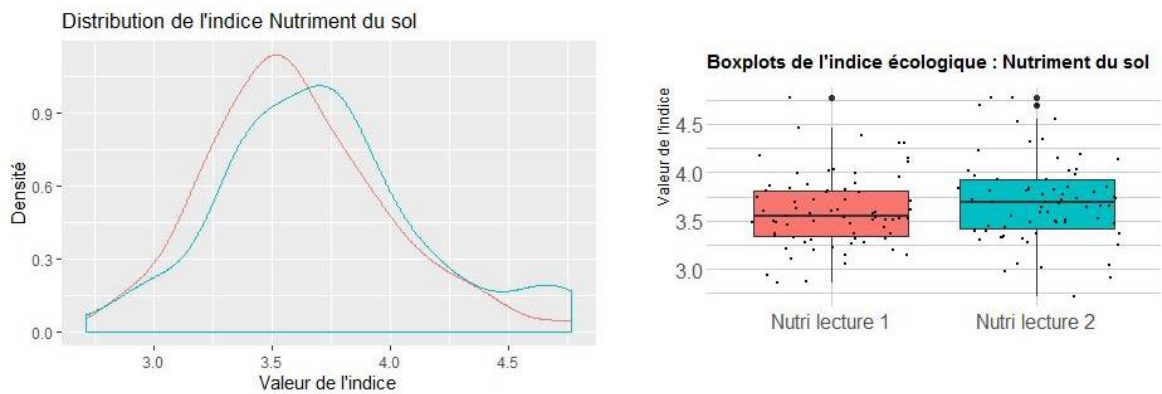 Distribution de l'indice Nutriment du sol
Densité
0.9
0.6
0.3
0.0
3.0 3.5 4.0 4.5
Valeur de l'indice
Boxplots de l'indice écologique : Nutriment du sol
Valeur de l'indice
4.5
4.0
3.5
3.0
Nutri lecture 1 Nutri lecture 2